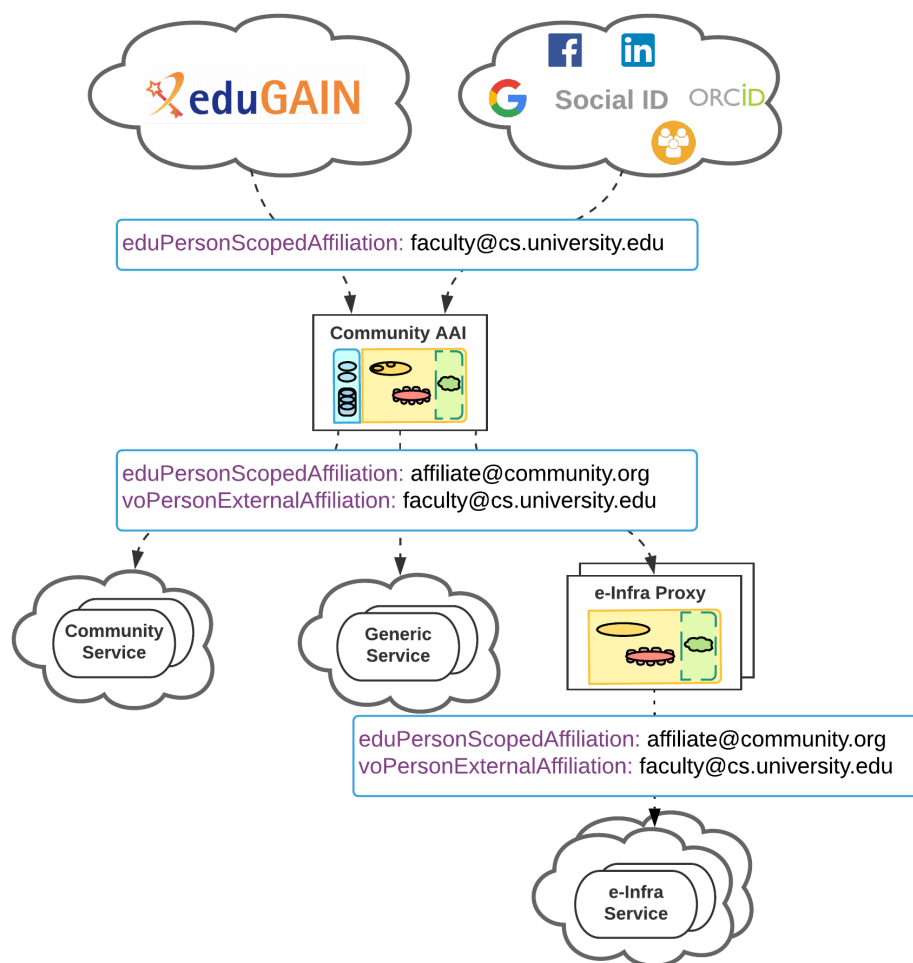 eduGAIN
Social ID
ORCID
eduPersonScopedAffiliation: faculty@cs.university.edu
Community AAI
eduPersonScopedAffiliation: affiliate@community.org
voPersonExternalAffiliation: faculty@cs.university.edu
Community
Service
Generic
Service
e-Infra Proxy
eduPersonScopedAffiliation: affiliate@community.org
voPersonExternalAffiliation: faculty@cs.university.edu
e-Infra
Service